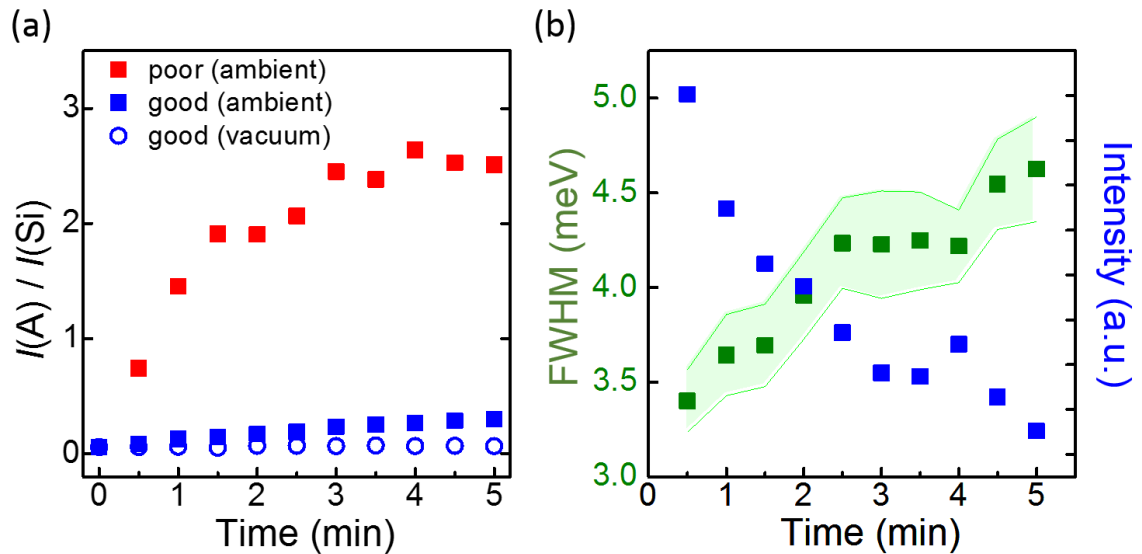 (a)
poor (ambient)
good (ambient)
good (vacuum)
I(A) / I(Si)
3
2
1
0
0 1 2 3 4 5
Time (min)
(b)
FWHM (meV)
5.0
4.5
4.0
3.5
3.0
0 1 2 3 4 5
Time (min)
Intensity (a.u.)